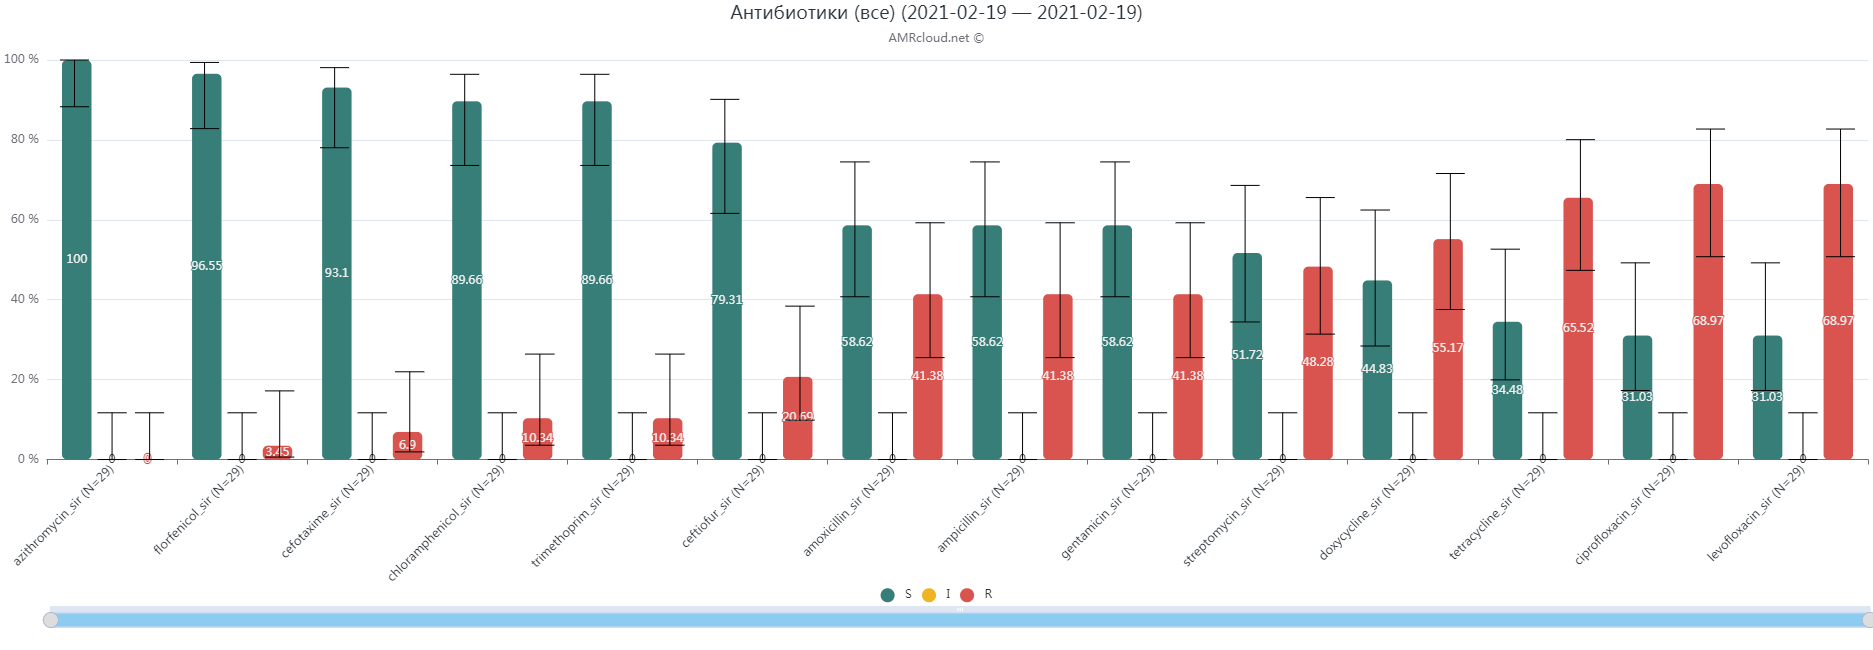 Антибиотики (все) (2021-02-19 — 2021-02-19)
AMRcloud.net ©
100 %
80 %
60 %
40 %
20 %
0 %
100 0 0
96.55 0 3.45
93.1 0 6.9
89.66 0 10.34
89.66 0 10.34
79.31 0 20.69
58.62 0 41.38
58.62 0 41.38
58.62 0 41.38
51.72 0 48.28
44.83 0 55.17
34.48 0 65.52
31.03 0 68.97
31.03 0 68.97
azithromycin_sir (N=29)
florfenicol_sir (N=29)
cefotaxime_sir (N=29)
chloramphenicol_sir (N=29)
trimethoprim_sir (N=29)
ceftiofur_sir (N=29)
amoxicillin_sir (N=29)
ampicillin_sir (N=29)
gentamicin_sir (N=29)
streptomycin_sir (N=29)
doxycycline_sir (N=29)
tetracycline_sir (N=29)
ciprofloxacin_sir (N=29)
levofloxacin_sir (N=29)
S I R